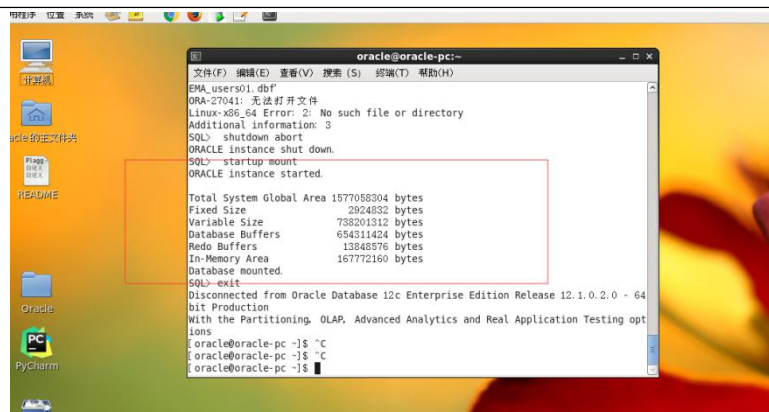 用程序 位置 系统
计算机
acle的主文件夹
README
Oracle
PC
PyCharm
oracle@oracle-pc:~
文件(F) 编辑(E) 查看(V) 搜索 (S) 终端(T) 帮助(H)
EMA_users01.dbf'
ORA-27041: 无法打开文件
Linux-x86_64 Error: 2: No such file or directory
Additional information: 3
SQL> shutdown abort
ORACLE instance shut down.
SQL> startup mount
ORACLE instance started.
Total System Global Area 1577058304 bytes
Fixed Size 2924832 bytes
Variable Size 738201312 bytes
Database Buffers 654311424 bytes
Redo Buffers 13848576 bytes
In-Memory Area 167772160 bytes
Database mounted.
SQL> exit
Disconnected from Oracle Database 12c Enterprise Edition Release 12.1.0.2.0 - 64
bit Production
With the Partitioning, OLAP, Advanced Analytics and Real Application Testing opt
ions
[oracle@oracle-pc ~]$ ^C
[oracle@oracle-pc ~]$ ^C
[oracle@oracle-pc ~]$